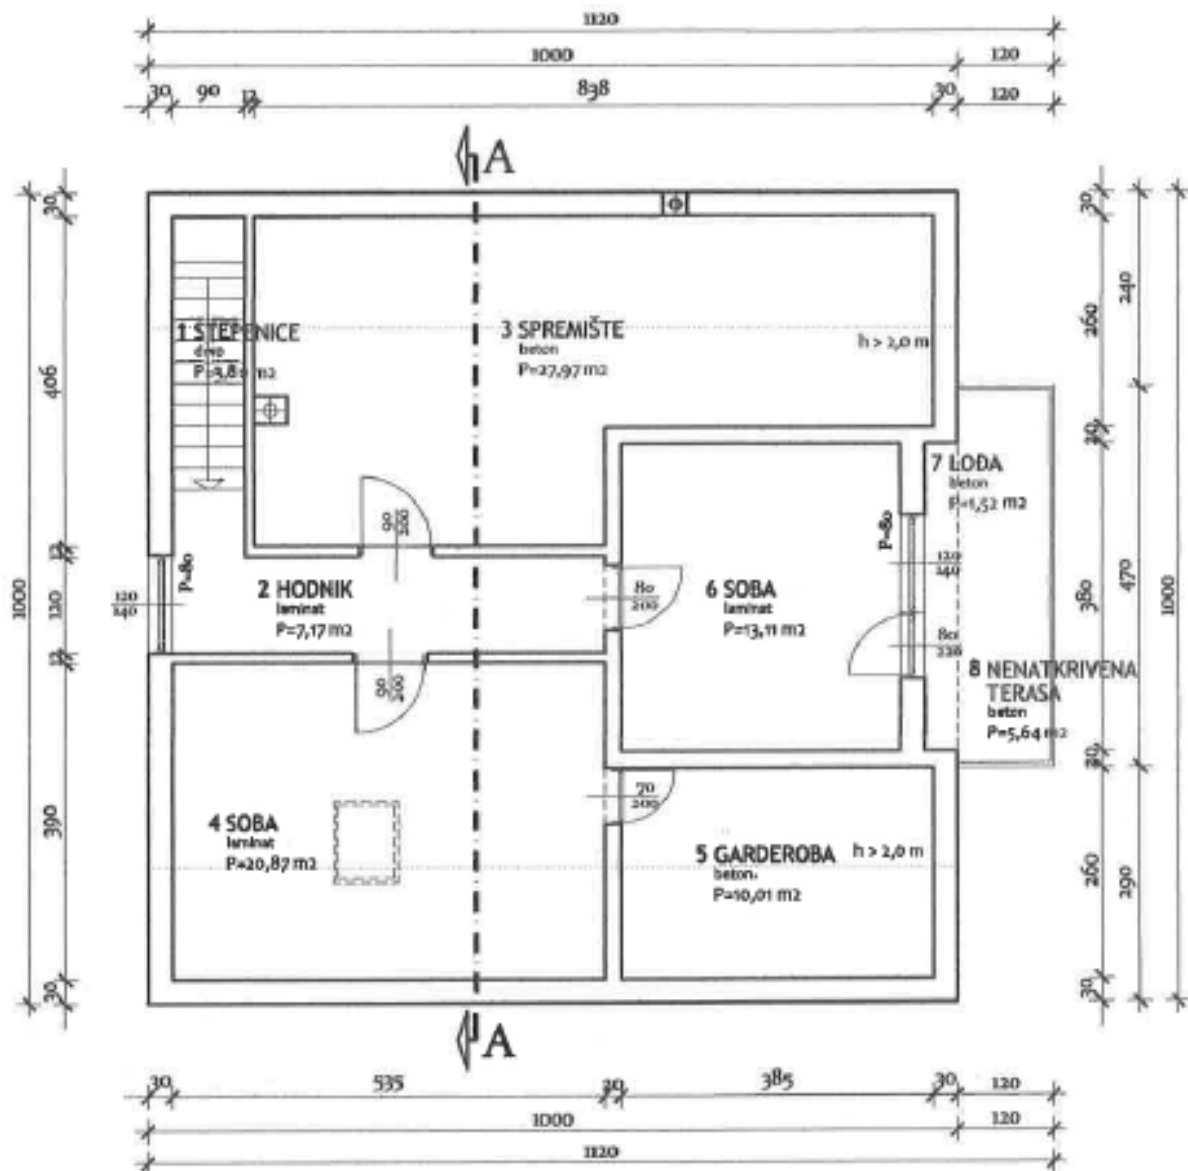 1120
1000
120
30
90
12
838
30
120
A
30
30
240
1 STEPENICE
drvo
3 SPREMIŠTE
beton
P=27,97 m2
h > 2,0 m
260
406
20
7 LOĐA
beton
P=1,52 m2
90
200
P=80
P=80
12
120
140
2 HODNIK
laminat
P=7,17 m2
80
200
6 SOBA
laminat
P=13,11 m2
120
140
380
470
1000
1000
120
12
90
200
80
220
8 NENATKRIVENA
TERASA
beton
P=5,64 m2
20
70
200
390
4 SOBA
laminat
P=20,87 m2
5 GARDEROBA
beton
P=10,01 m2
h > 2,0 m
260
290
30
30
A
30
535
20
385
30
120
1000
120
1120